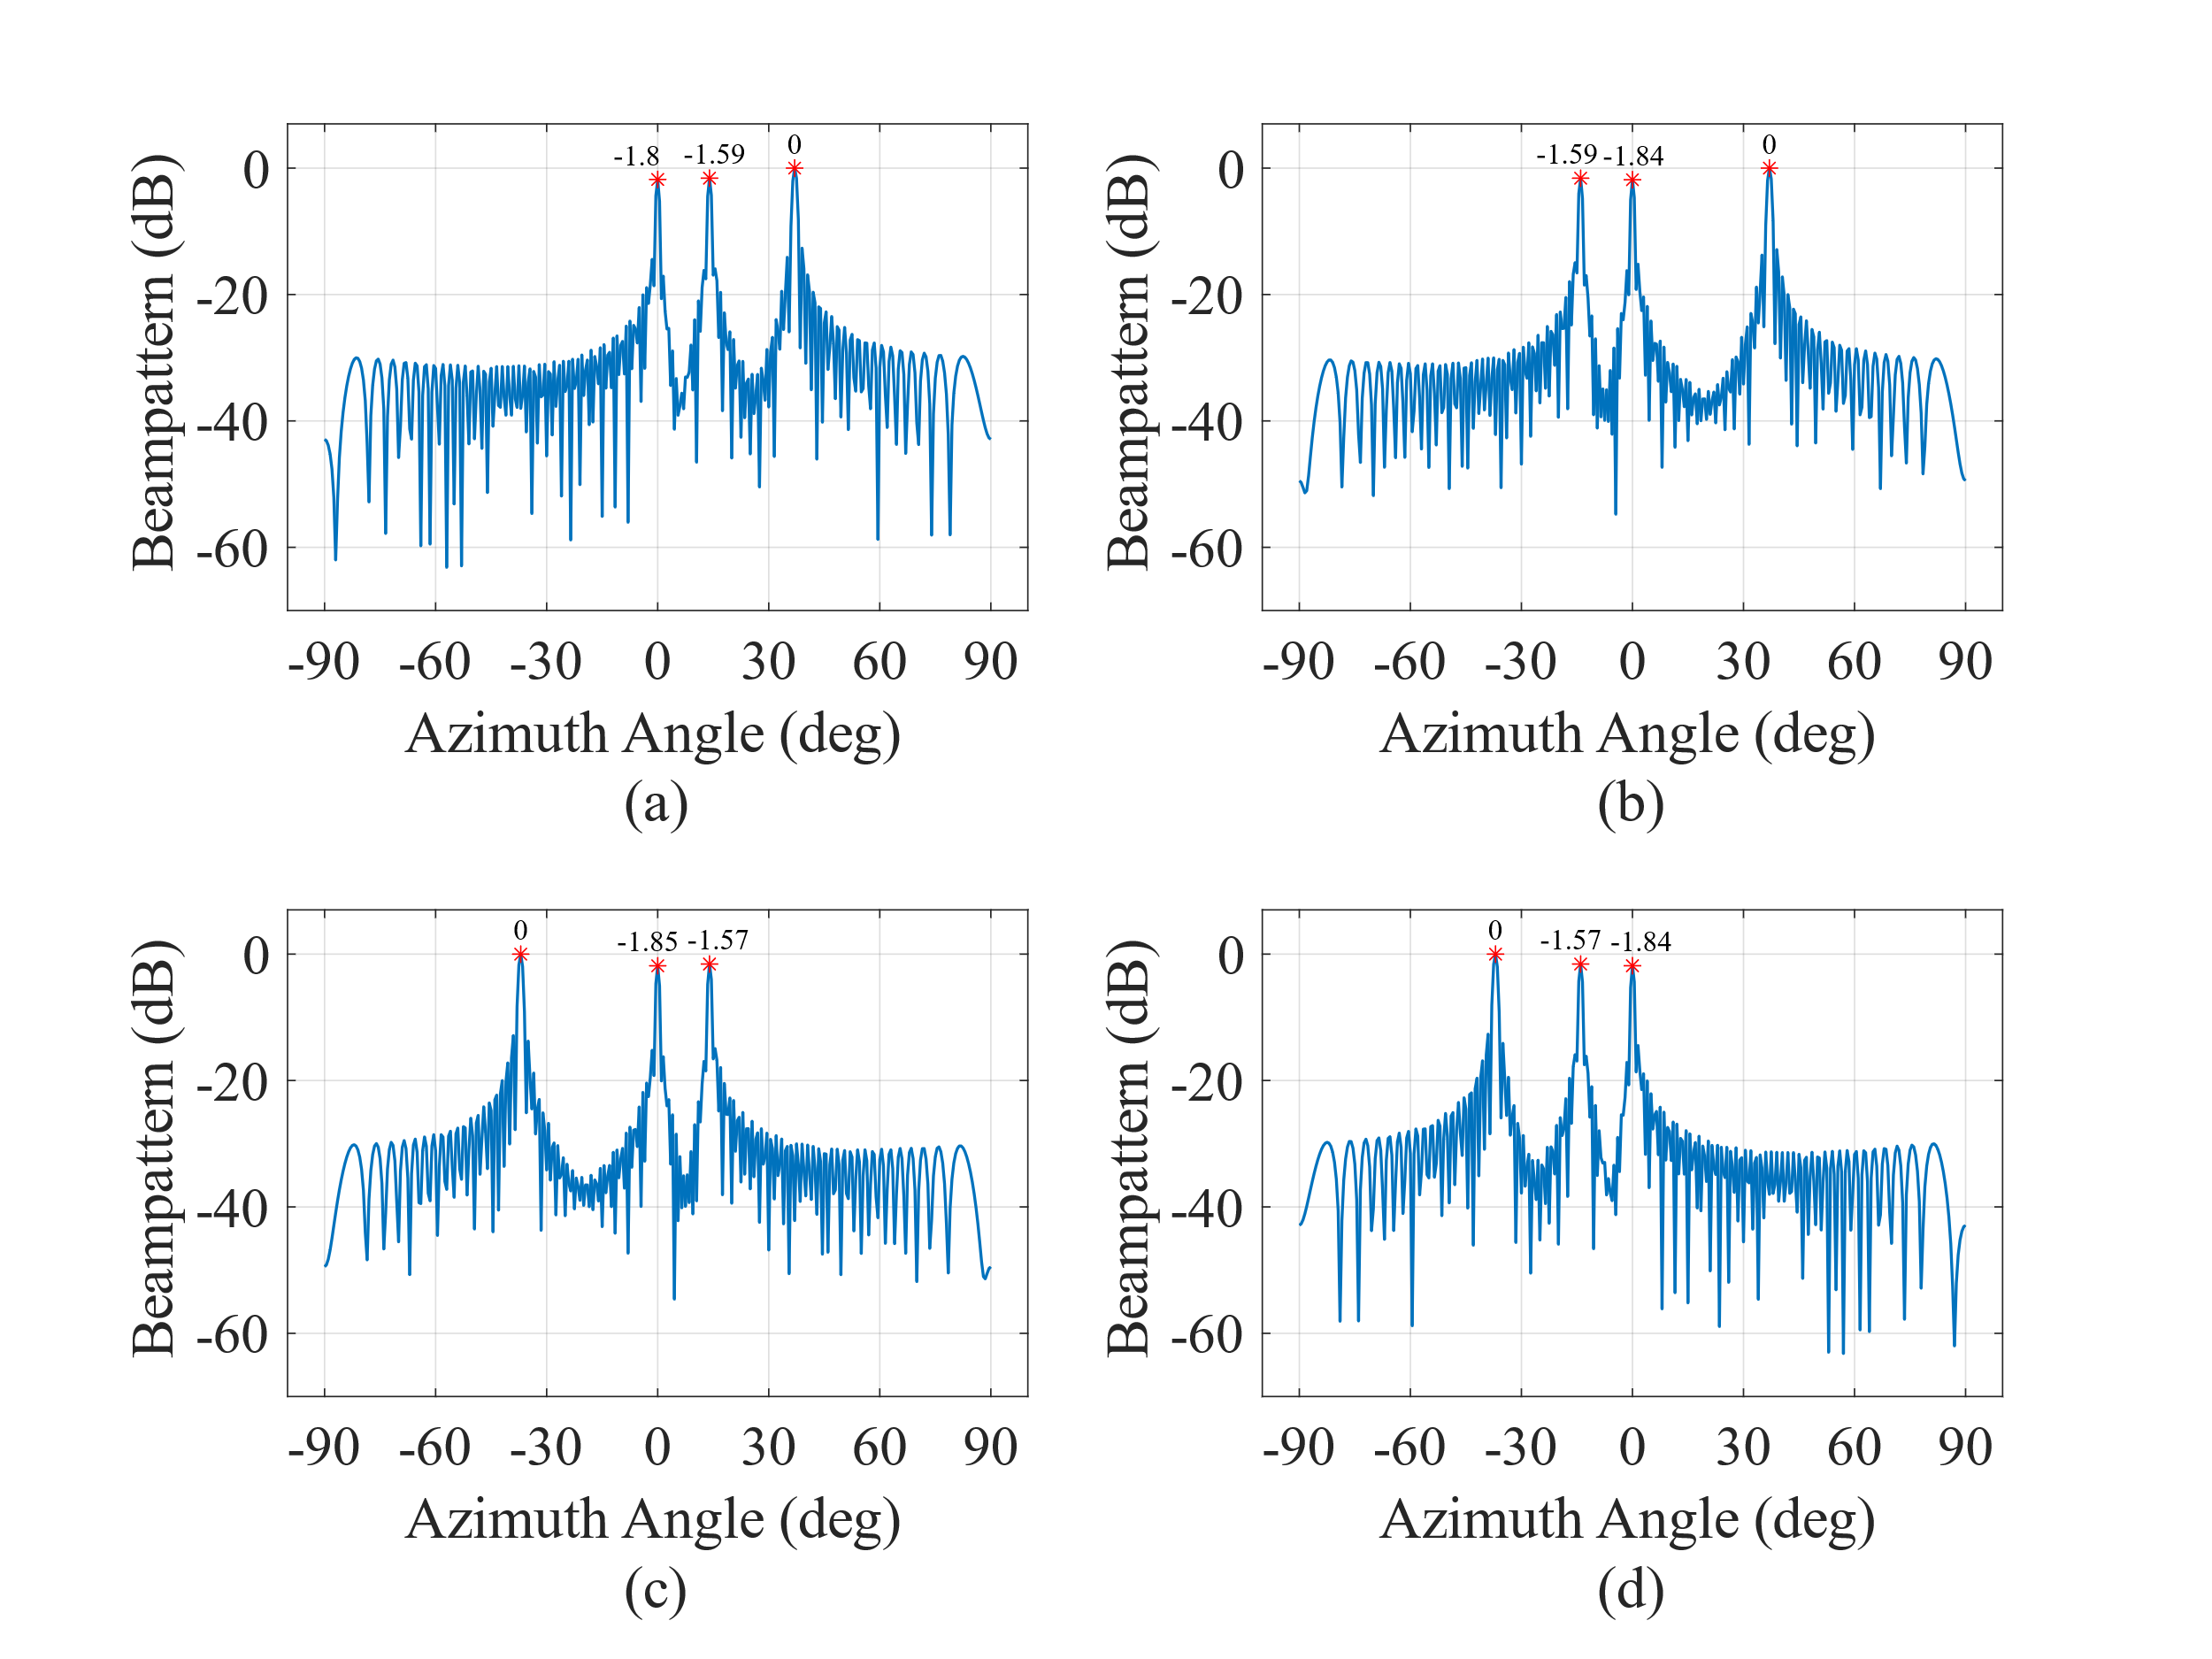 -1.8 -1.59 0
Beampattern (dB)
0
-20
-40
-60
-90 -60 -30 0 30 60 90
Azimuth Angle (deg)
(a)
-1.59 -1.84 0
Beampattern (dB)
0
-20
-40
-60
-90 -60 -30 0 30 60 90
Azimuth Angle (deg)
(b)
0 -1.85 -1.57
Beampattern (dB)
0
-20
-40
-60
-90 -60 -30 0 30 60 90
Azimuth Angle (deg)
(c)
0 -1.57 -1.84
Beampattern (dB)
0
-20
-40
-60
-90 -60 -30 0 30 60 90
Azimuth Angle (deg)
(d)